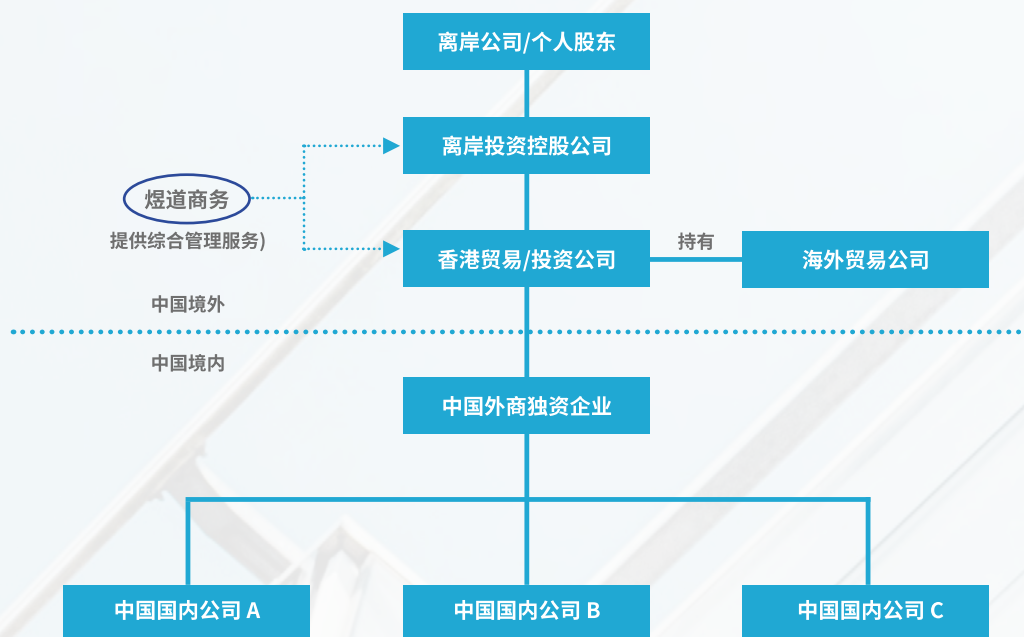 离岸公司/个人股东
离岸投资控股公司
煜道商务
提供综合管理服务)
香港贸易/投资公司
持有
海外贸易公司
中国境外
中国境内
中国外商独资企业
中国国内公司 A
中国国内公司 B
中国国内公司 C